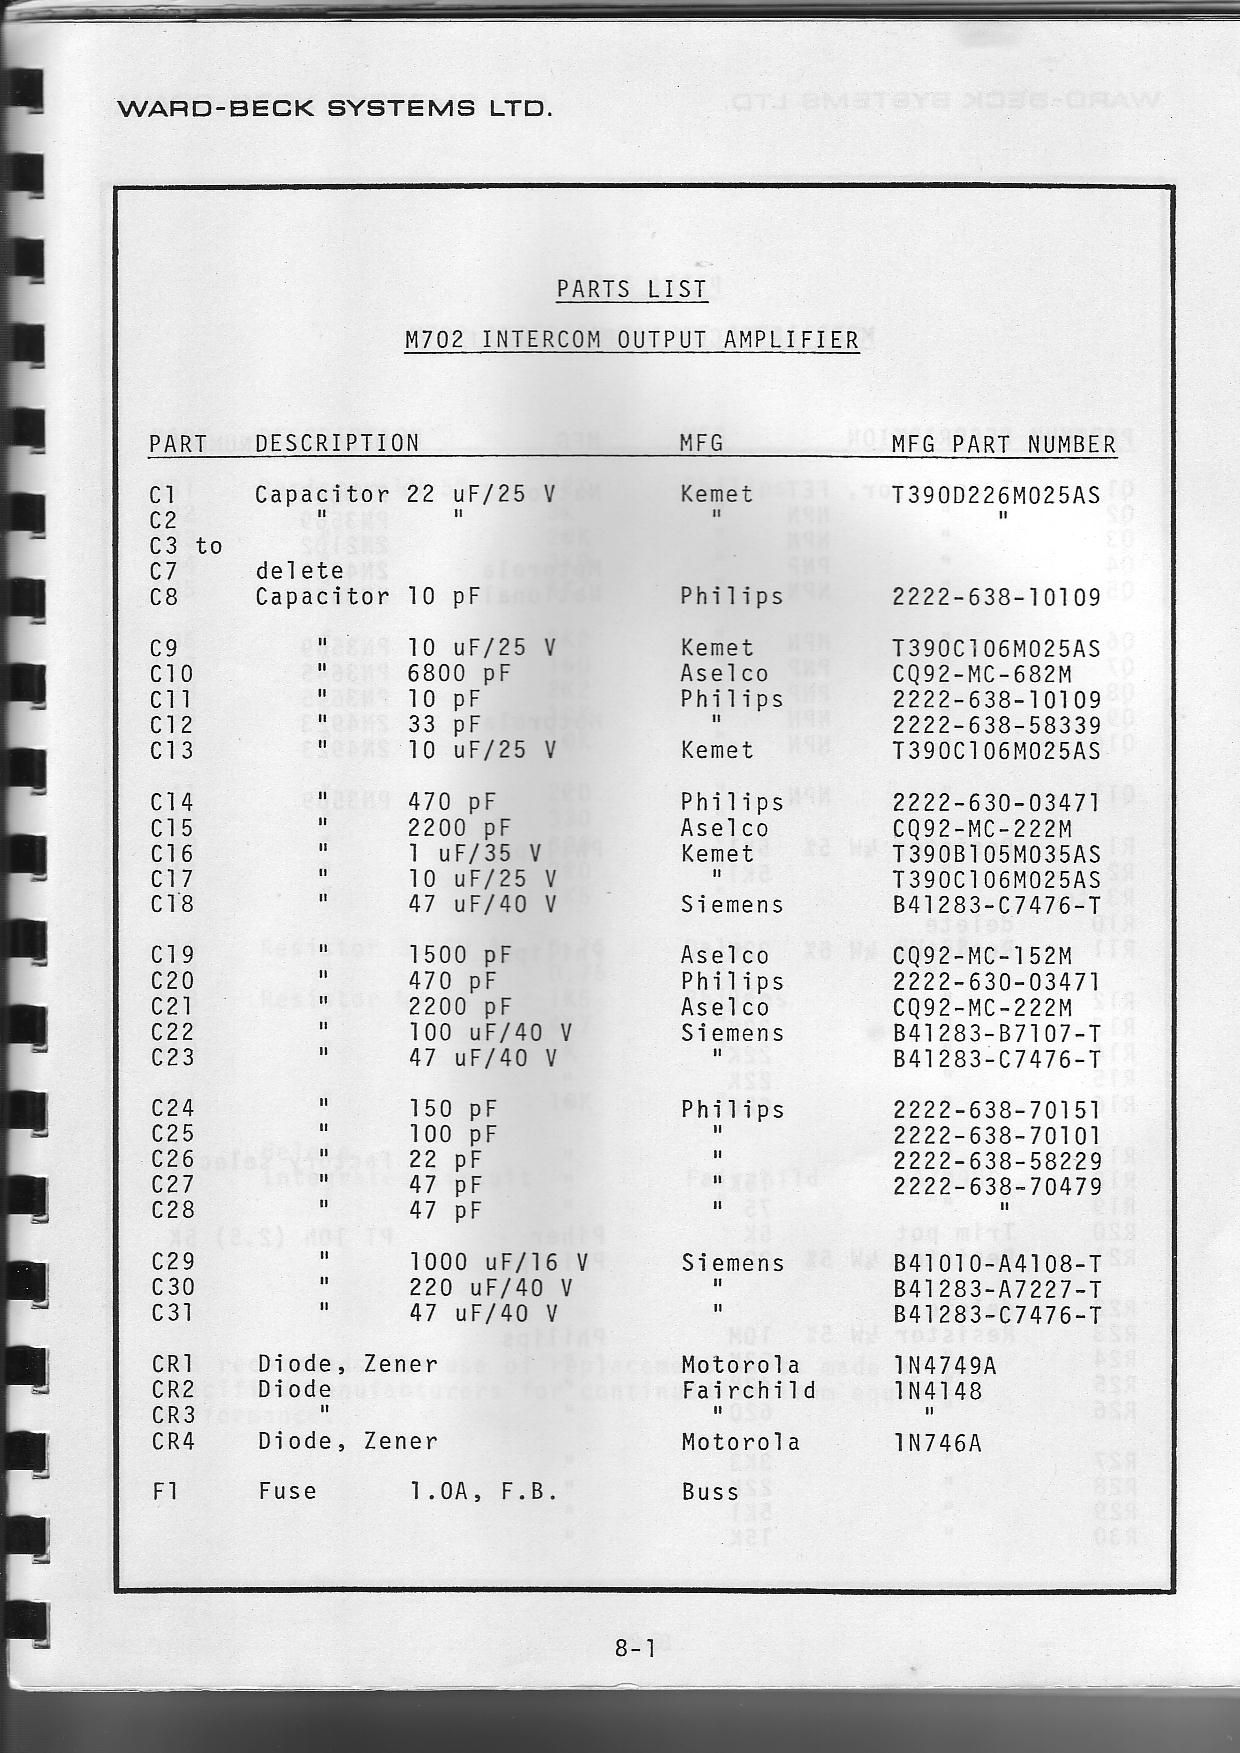 WARD-BECK SYSTEMS LTD.
PARTS LIST
M702 INTERCOM OUTPUT AMPLIFIER
PART DESCRIPTION MFG MFG PART NUMBER
C1 Capacitor 22 uF/25 V Kemet T390D226M025AS
C2 " " " "
C3 to
C7 delete
C8 Capacitor 10 pF Philips 2222-638-10109
C9 " 10 uF/25 V Kemet T390C106M025AS
C10 " 6800 pF Aselco CQ92-MC-682M
C11 " 10 pF Philips 2222-638-10109
C12 " 33 pF " 2222-638-58339
C13 " 10 uF/25 V Kemet T390C106M025AS
C14 " 470 pF Philips 2222-630-03471
C15 " 2200 pF Aselco CQ92-MC-222M
C16 " 1 uF/35 V Kemet T390B105M035AS
C17 " 10 uF/25 V " T390C106M025AS
C18 " 47 uF/40 V Siemens B41283-C7476-T
C19 " 1500 pF Aselco CQ92-MC-152M
C20 " 470 pF Philips 2222-630-03471
C21 " 2200 pF Aselco CQ92-MC-222M
C22 " 100 uF/40 V Siemens B41283-B7107-T
C23 " 47 uF/40 V " B41283-C7476-T
C24 " 150 pF Philips 2222-638-70151
C25 " 100 pF " 2222-638-70101
C26 " 22 pF " 2222-638-58229
C27 " 47 pF " 2222-638-70479
C28 " 47 pF " "
C29 " 1000 uF/16 V Siemens B41010-A4108-T
C30 " 220 uF/40 V " B41283-A7227-T
C31 " 47 uF/40 V " B41283-C7476-T
CR1 Diode, Zener Motorola 1N4749A
CR2 Diode Fairchild 1N4148
CR3 " " "
CR4 Diode, Zener Motorola 1N746A
F1 Fuse 1.0A, F.B. Buss
8-1